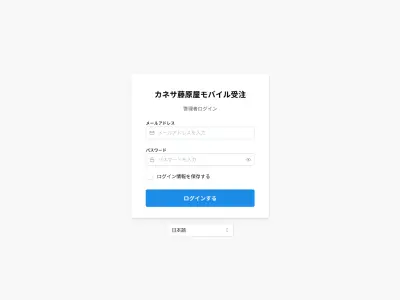 カネサ藤原屋モバイル受注
管理者ログイン
メールアドレス
メールアドレスを入力
パスワード
パスワードを入力
ログイン情報を保存する
ログインする
日本語